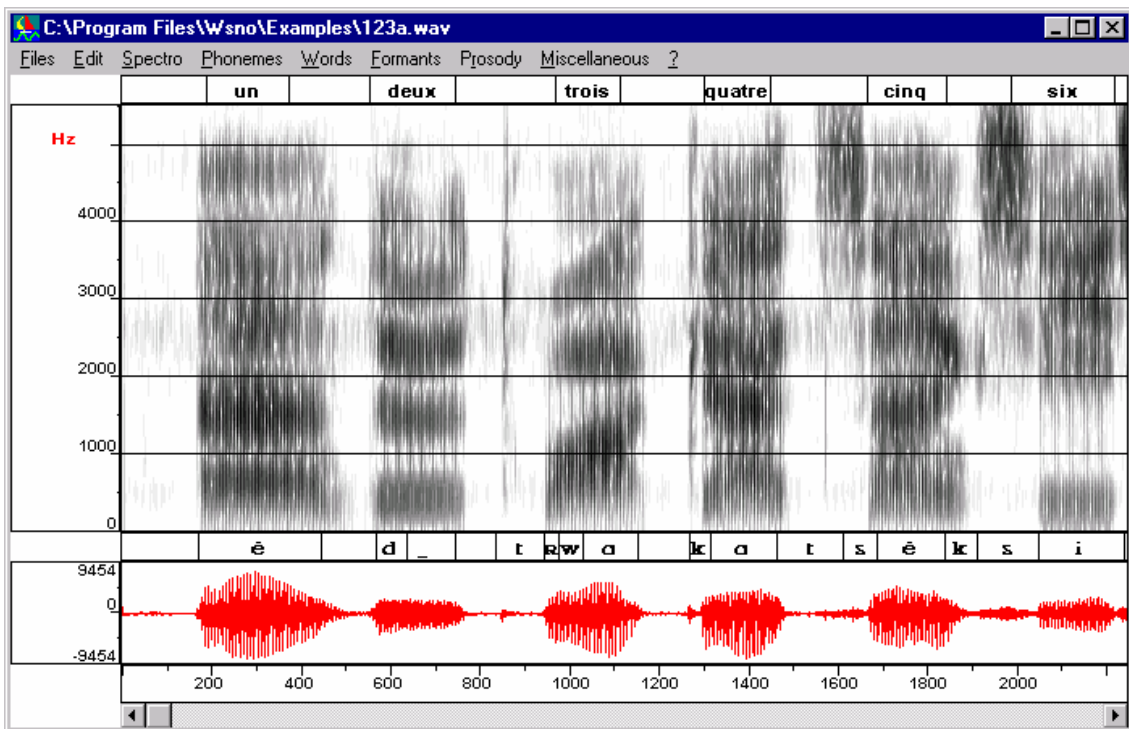 C:\Program Files\Wsno\Examples\123a.wav
Files Edit Spectro Phonemes Words Formants Prosody Miscellaneous ?
un deux trois quatre cinq six
Hz
4000
3000
2000
1000
0
ê d _ t R w a k a t s ê k s i
9454
0
-9454
200 400 600 800 1000 1200 1400 1600 1800 2000